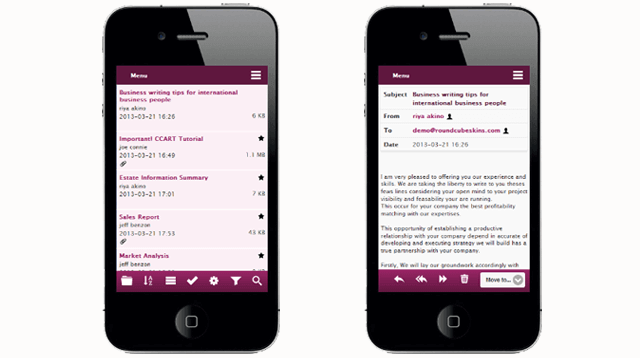 Menu
Business writing tips for international
business people
riya akino
2013-03-21 16:26 6 KB
Important! CCART Tutorial
joe connie
2013-03-21 16:49 1.1 MB
Estate Information Summary
riya akino
2013-03-21 17:01 7 KB
Sales Report
jeff benzon
2013-03-21 17:53 43 KB
Market Analysis
jeff benzon
Menu
Subject Business writing tips for
international business people
From riya akino
To demo@roundcubeskins.com
Date 2013-03-21 16:26
I am very pleased to offering you our experience and
skills. We are taking the liberty to write to you theses
fews lines considering your open mind to your project
visibility and feasability your are running.
This occur for your company the best profitability
matching with our expertises.
This opportunity of establishing a productive
relationship with your company depend in accurate of
developing and executing strategy we will build has a
true partnership with your company.
Firstly, We will lay our groundwork accordingly with
Move to...